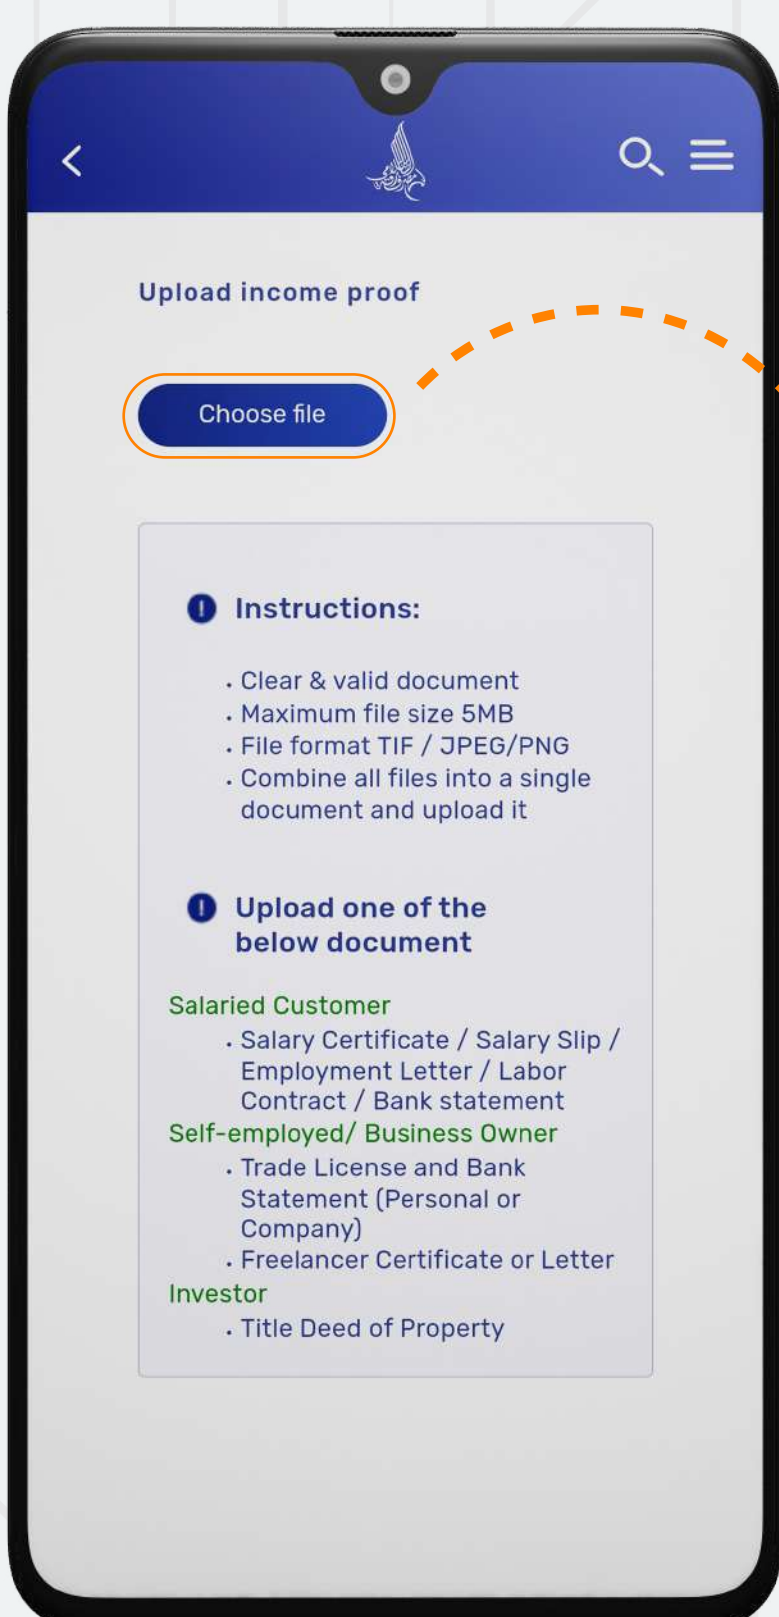 Upload income proof
Choose file
Instructions:
. Clear & valid document
. Maximum file size 5MB
. File format TIF / JPEG/PNG
. Combine all files into a single
document and upload it
Upload one of the
below document
Salaried Customer
. Salary Certificate / Salary Slip /
Employment Letter / Labor
Contract / Bank statement
Self-employed/ Business Owner
. Trade License and Bank
Statement (Personal or
Company)
. Freelancer Certificate or Letter
Investor
. Title Deed of Property